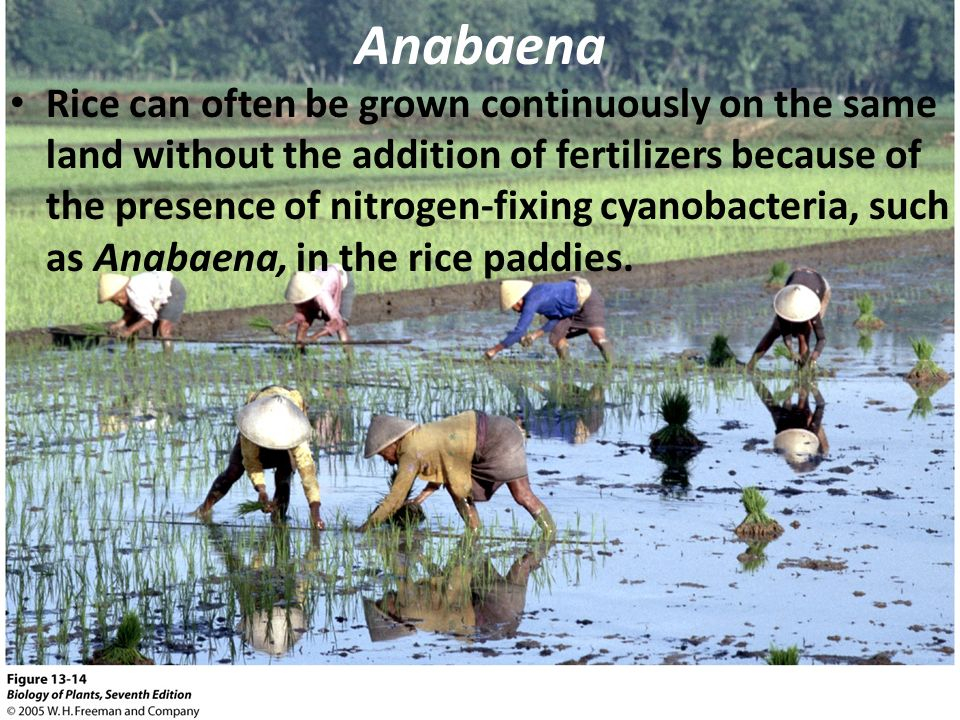 Anabaena
• Rice can often be grown continuously on the same
land without the addition of fertilizers because of
the presence of nitrogen-fixing cyanobacteria, such
as Anabaena, in the rice paddies.
Figure 13-14
Biology of Plants, Seventh Edition
© 2005 W. H. Freeman and Company